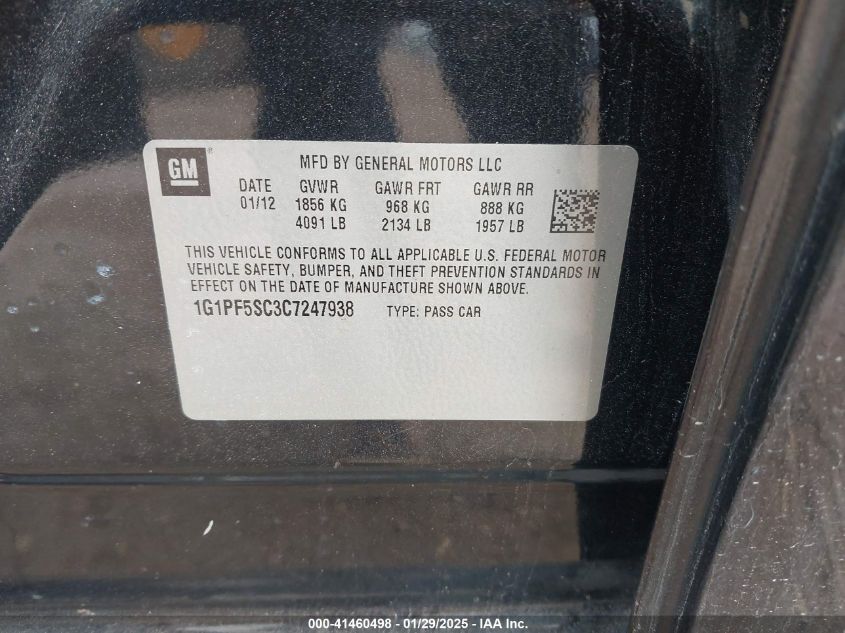 GM
MFD BY GENERAL MOTORS LLC
DATE GVWR GAWR FRT GAWR RR
01/12 1856 KG 968 KG 888 KG
4091 LB 2134 LB 1957 LB
THIS VEHICLE CONFORMS TO ALL APPLICABLE U.S. FEDERAL MOTOR
VEHICLE SAFETY, BUMPER, AND THEFT PREVENTION STANDARDS IN
EFFECT ON THE DATE OF MANUFACTURE SHOWN ABOVE.
1G1PF5SC3C7247938 TYPE: PASS CAR
000-41460498 - 01/29/2025 - IAA Inc.